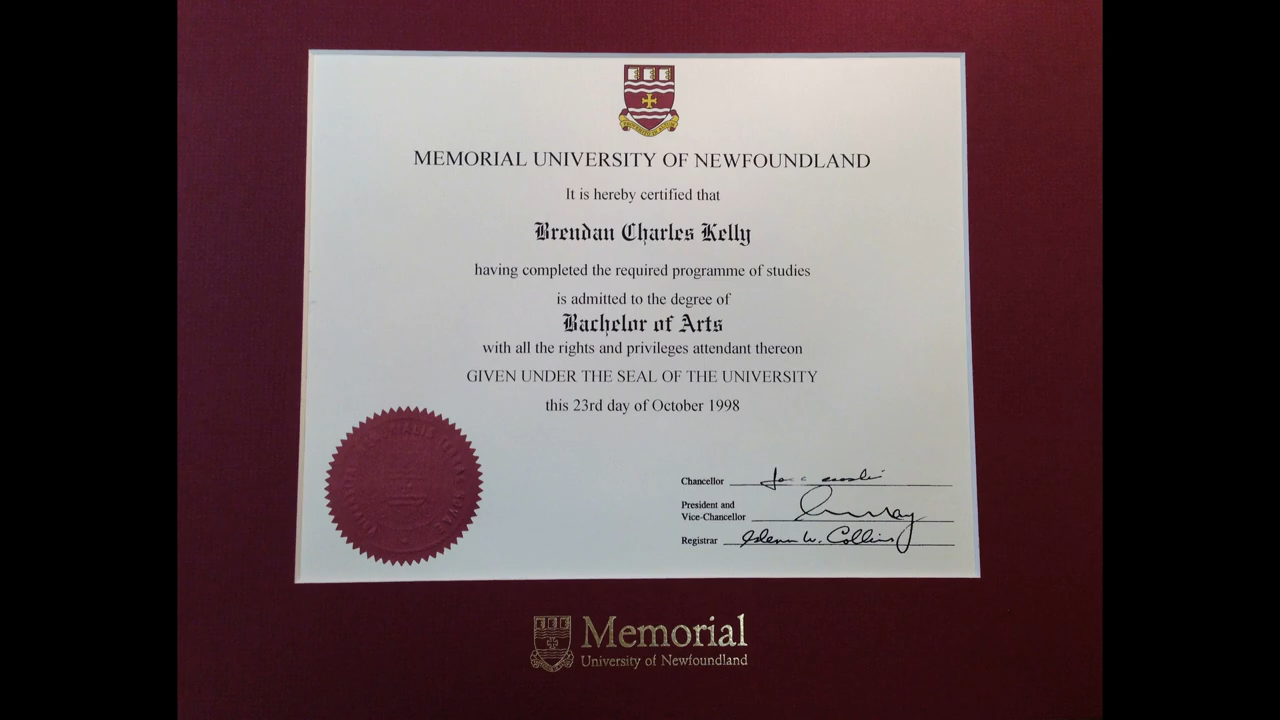 MEMORIAL UNIVERSITY OF NEWFOUNDLAND
It is hereby certified that
Brendan Charles Kelly
having completed the required programme of studies
is admitted to the degree of
Bachelor of Arts
with all the rights and privileges attendant thereon
GIVEN UNDER THE SEAL OF THE UNIVERSITY
this 23rd day of October 1998
Chancellor
President and
Vice-Chancellor
Registrar Glenn W. Collins
Memorial
University of Newfoundland